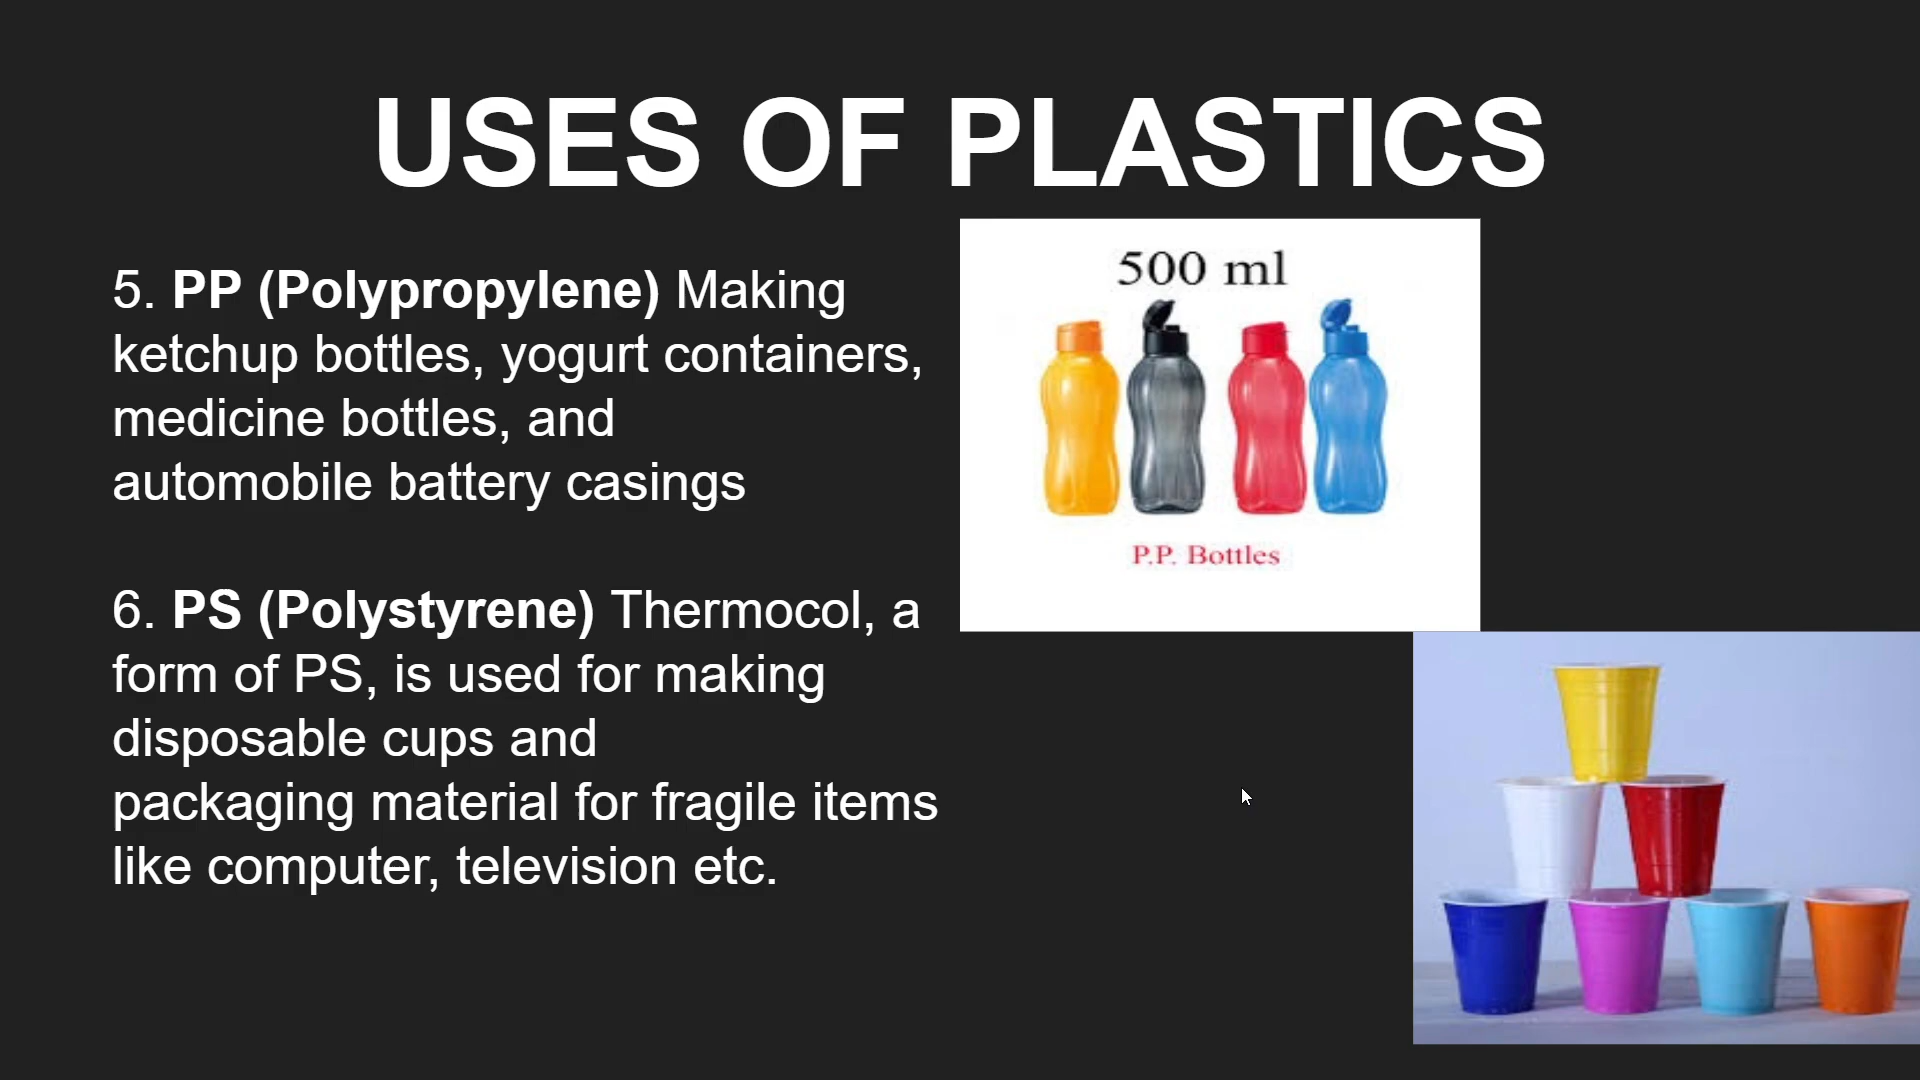 USES OF PLASTICS
5. PP (Polypropylene) Making
ketchup bottles, yogurt containers,
medicine bottles, and
automobile battery casings
6. PS (Polystyrene) Thermocol, a
form of PS, is used for making
disposable cups and
packaging material for fragile items
like computer, television etc.
500 ml
P.P. Bottles